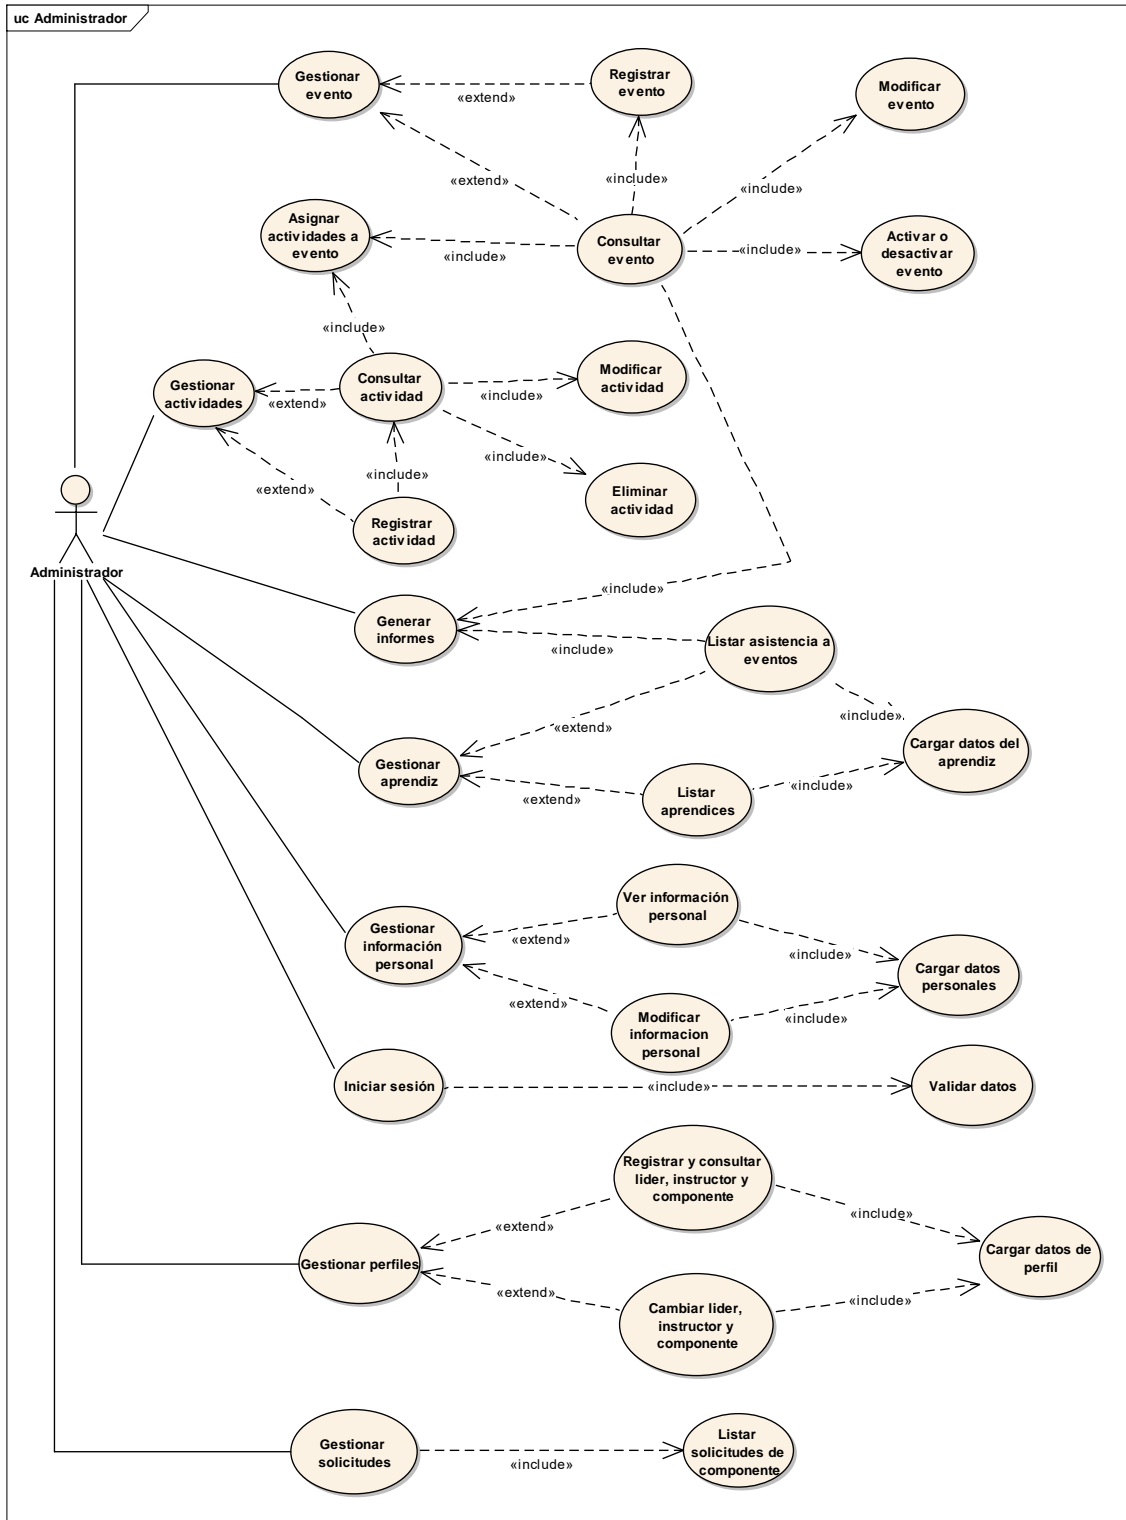 uc Administrador
Gestionar
evento
«extend»
Registrar
evento
Modificar
evento
«extend»
«include»
«include»
Asignar
actividades a
evento
«include»
Consultar
evento
«include»
Activar o
desactivar
evento
«include»
Gestionar
actividades
«extend»
Consultar
actividad
«include»
Modificar
actividad
«include»
«include»
«extend»
Eliminar
actividad
Registrar
actividad
Administrador
«include»
Generar
informes
«include»
Listar asistencia a
eventos
«include»
«extend»
Gestionar
aprendiz
«extend»
Listar
aprendices
«include»
Cargar datos del
aprendiz
Ver información
personal
Gestionar
información
personal
«extend»
«include»
«extend»
Cargar datos
personales
Modificar
informacion
personal
«include»
Iniciar sesión
«include»
Validar datos
Registrar y consultar
lider, instructor y
componente
«include»
«extend»
Gestionar perfiles
Cargar datos de
perfil
«extend»
Cambiar lider,
instructor y
componente
«include»
Gestionar
solicitudes
«include»
Listar
solicitudes de
componente